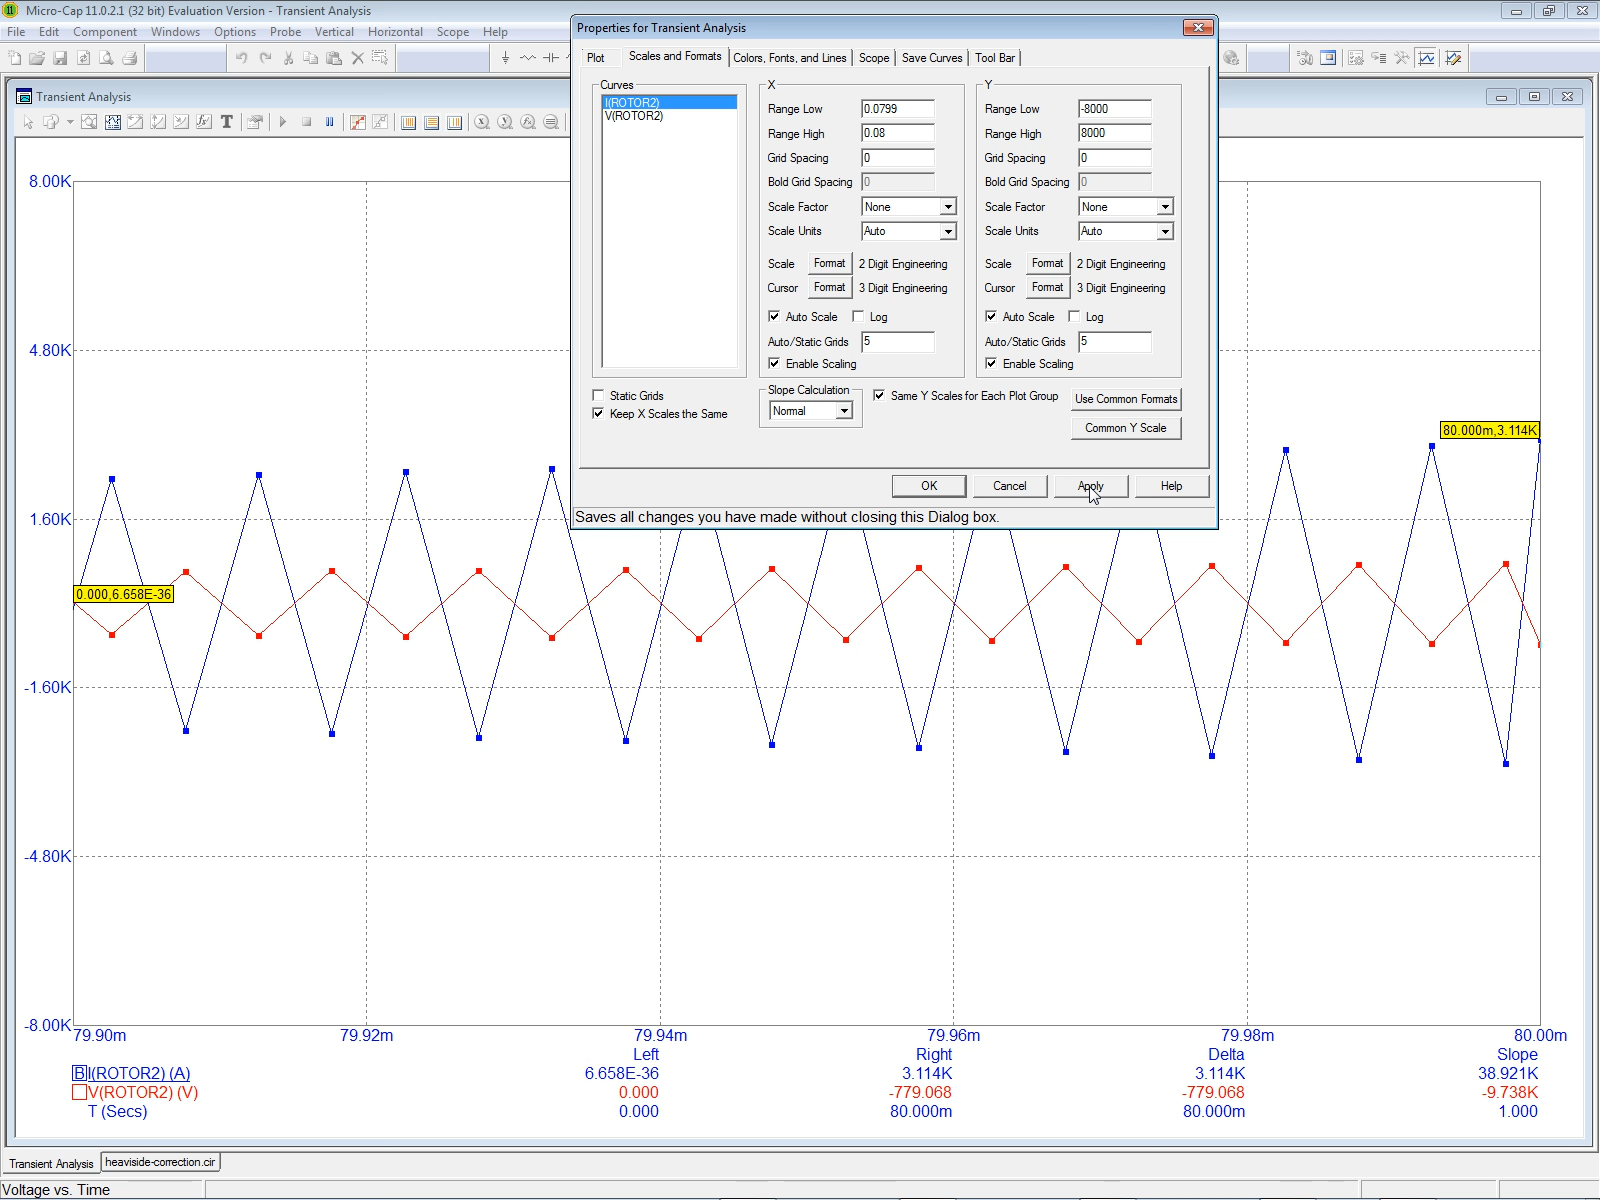 Micro-Cap 11.0.2.1 (32 bit) Evaluation Version - Transient Analysis
File Edit Component Windows Options Probe Vertical Horizontal Scope Help
Transient Analysis
Properties for Transient Analysis
Plot Scales and Formats Colors, Fonts, and Lines Scope Save Curves Tool Bar
Curves
I(ROTOR2)
V(ROTOR2)
X
Range Low 0.0799
Range High 0.08
Grid Spacing 0
Bold Grid Spacing 0
Scale Factor None
Scale Units Auto
Scale Format 2 Digit Engineering
Cursor Format 3 Digit Engineering
Auto Scale Log
Auto/Static Grids 5
Enable Scaling
Y
Range Low -8000
Range High 8000
Grid Spacing 0
Bold Grid Spacing 0
Scale Factor None
Scale Units Auto
Scale Format 2 Digit Engineering
Cursor Format 3 Digit Engineering
Auto Scale Log
Auto/Static Grids 5
Enable Scaling
Static Grids
Keep X Scales the Same
Slope Calculation
Normal
Same Y Scales for Each Plot Group
Use Common Formats
Common Y Scale
OK Cancel Apply Help
Saves all changes you have made without closing this Dialog box.
8.00K
4.80K
1.60K
-1.60K
-4.80K
-8.00K
80.000m,3.114K
0.000,6.658E-36
79.90m 79.92m 79.94m 79.96m 79.98m 80.00m
Left Right Delta Slope
B I(ROTOR2) (A) 6.658E-36 3.114K 3.114K 38.921K
V(ROTOR2) (V) 0.000 -779.068 -779.068 -9.738K
T (Secs) 0.000 80.000m 80.000m 1.000
Transient Analysis heaviside-correction.cir
Voltage vs. Time